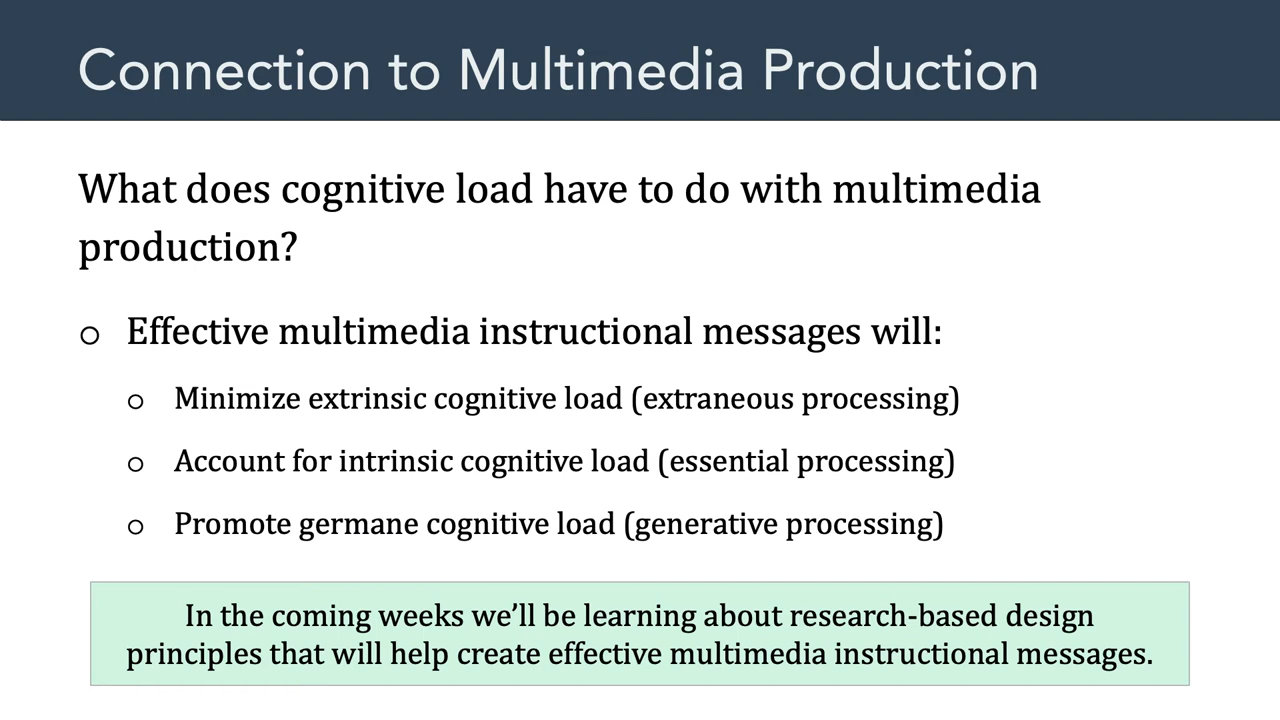 Connection to Multimedia Production
What does cognitive load have to do with multimedia
production?
Effective multimedia instructional messages will:
Minimize extrinsic cognitive load (extraneous processing)
Account for intrinsic cognitive load (essential processing)
Promote germane cognitive load (generative processing)
In the coming weeks we’ll be learning about research-based design
principles that will help create effective multimedia instructional messages.